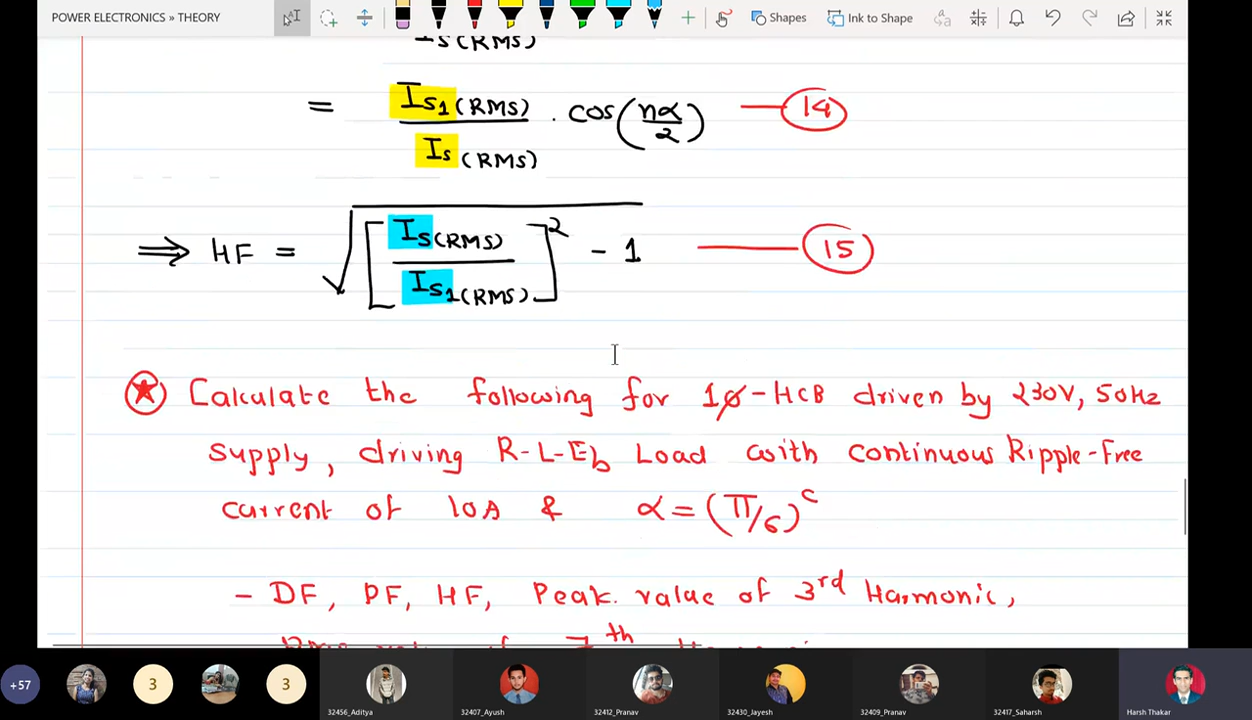 POWER ELECTRONICS » THEORY
Shapes
Ink to Shape
Is(RMS)
= Is1(RMS) / Is(RMS) . cos(nα/2) — 14
⇒ HF = √([Is(RMS) / Is1(RMS)]² - 1) — 15
Calculate the following for 1ϕ-HCB driven by 230V, 50Hz
supply, driving R-L-Eb Load with continuous Ripple-Free
current of 10A & α = (π/6)ᶜ
- DF, PF, HF, Peak value of 3rd Harmonic,
7th
+57
3
3
32456_Aditya
32407_Ayush
32412_Pranav
32430_Jayesh
32409_Pranav
32417_Saharsh
Harsh Thakar